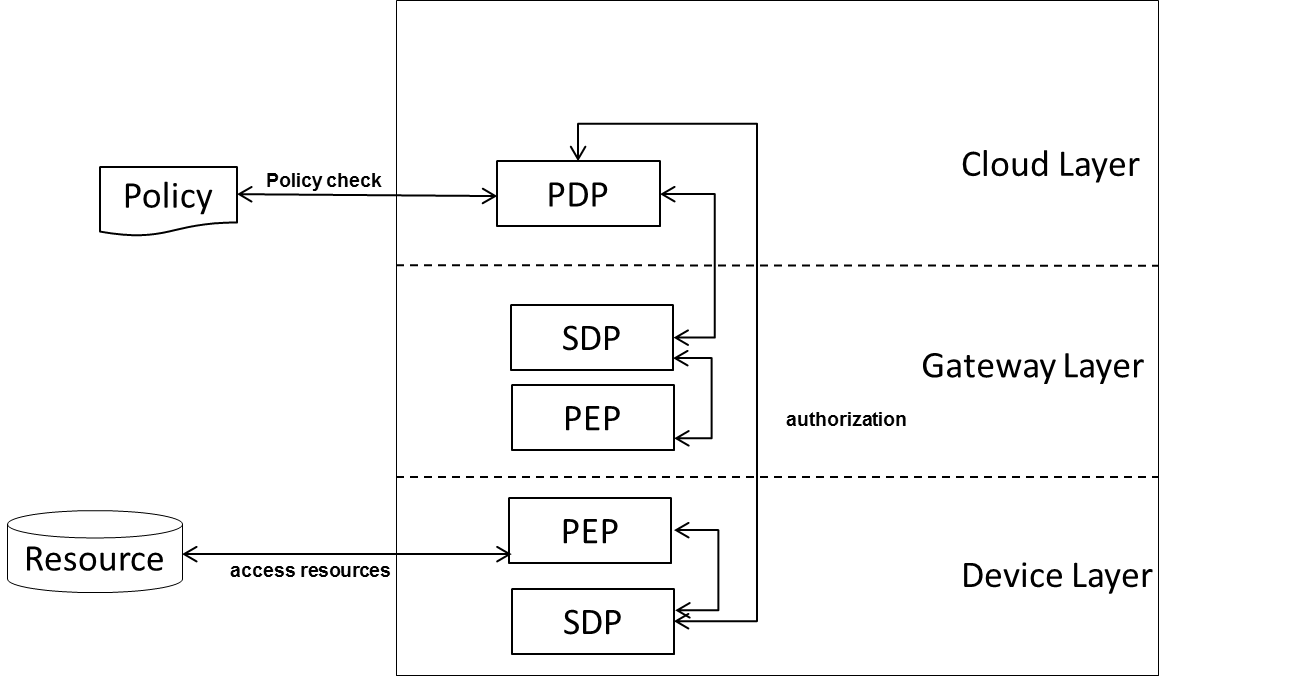 Cloud Layer
Policy check
Policy
PDP
SDP
Gateway Layer
PEP
authorization
PEP
Resource
access resources
Device Layer
SDP